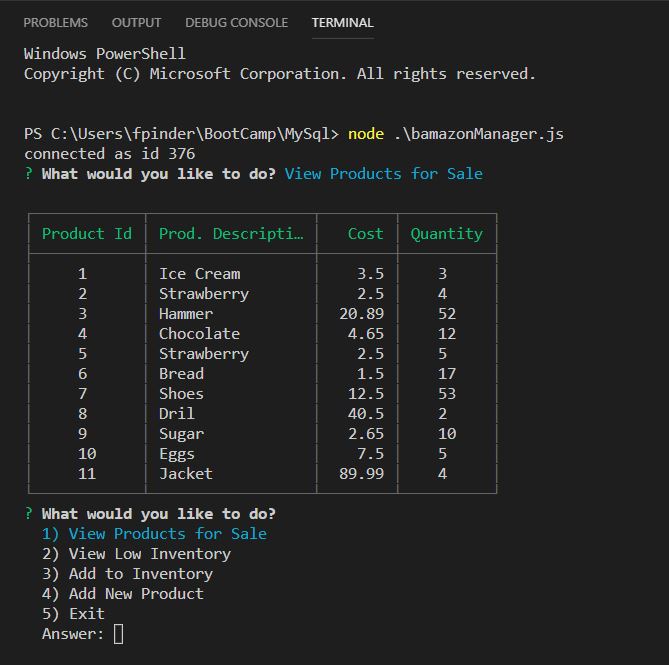 PROBLEMS OUTPUT DEBUG CONSOLE TERMINAL
Windows PowerShell
Copyright (C) Microsoft Corporation. All rights reserved.
PS C:\Users\fpinder\BootCamp\MySql> node .\bamazonManager.js
connected as id 376
? What would you like to do? View Products for Sale
Product Id Prod. Descripti… Cost Quantity
1 Ice Cream 3.5 3
2 Strawberry 2.5 4
3 Hammer 20.89 52
4 Chocolate 4.65 12
5 Strawberry 2.5 5
6 Bread 1.5 17
7 Shoes 12.5 53
8 Dril 40.5 2
9 Sugar 2.65 10
10 Eggs 7.5 5
11 Jacket 89.99 4
? What would you like to do?
1) View Products for Sale
2) View Low Inventory
3) Add to Inventory
4) Add New Product
5) Exit
Answer: